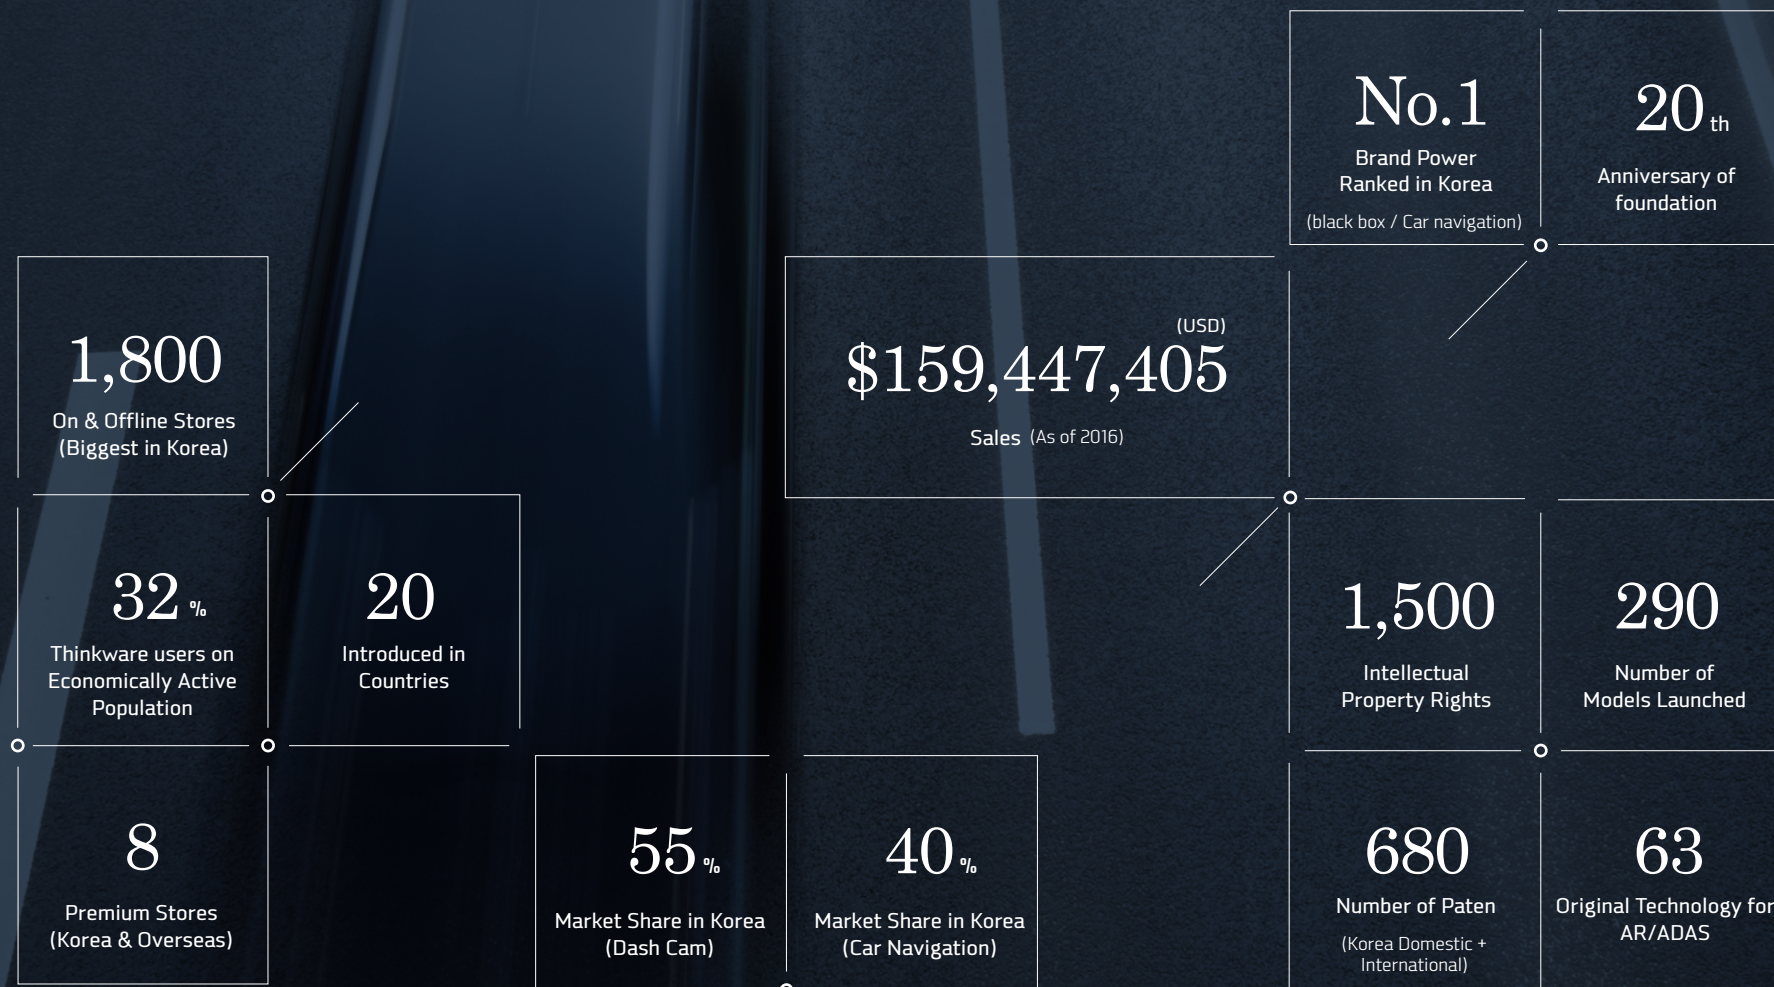 No.1
Brand Power
Ranked in Korea
(black box / Car navigation)
20 th
Anniversary of
foundation
1,800
On & Offline Stores
(Biggest in Korea)
(USD)
$159,447,405
Sales (As of 2016)
32 %
Thinkware users on
Economically Active
Population
20
Introduced in
Countries
1,500
Intellectual
Property Rights
290
Number of
Models Launched
8
Premium Stores
(Korea & Overseas)
55 %
Market Share in Korea
(Dash Cam)
40 %
Market Share in Korea
(Car Navigation)
680
Number of Paten
(Korea Domestic +
International)
63
Original Technology for
AR/ADAS